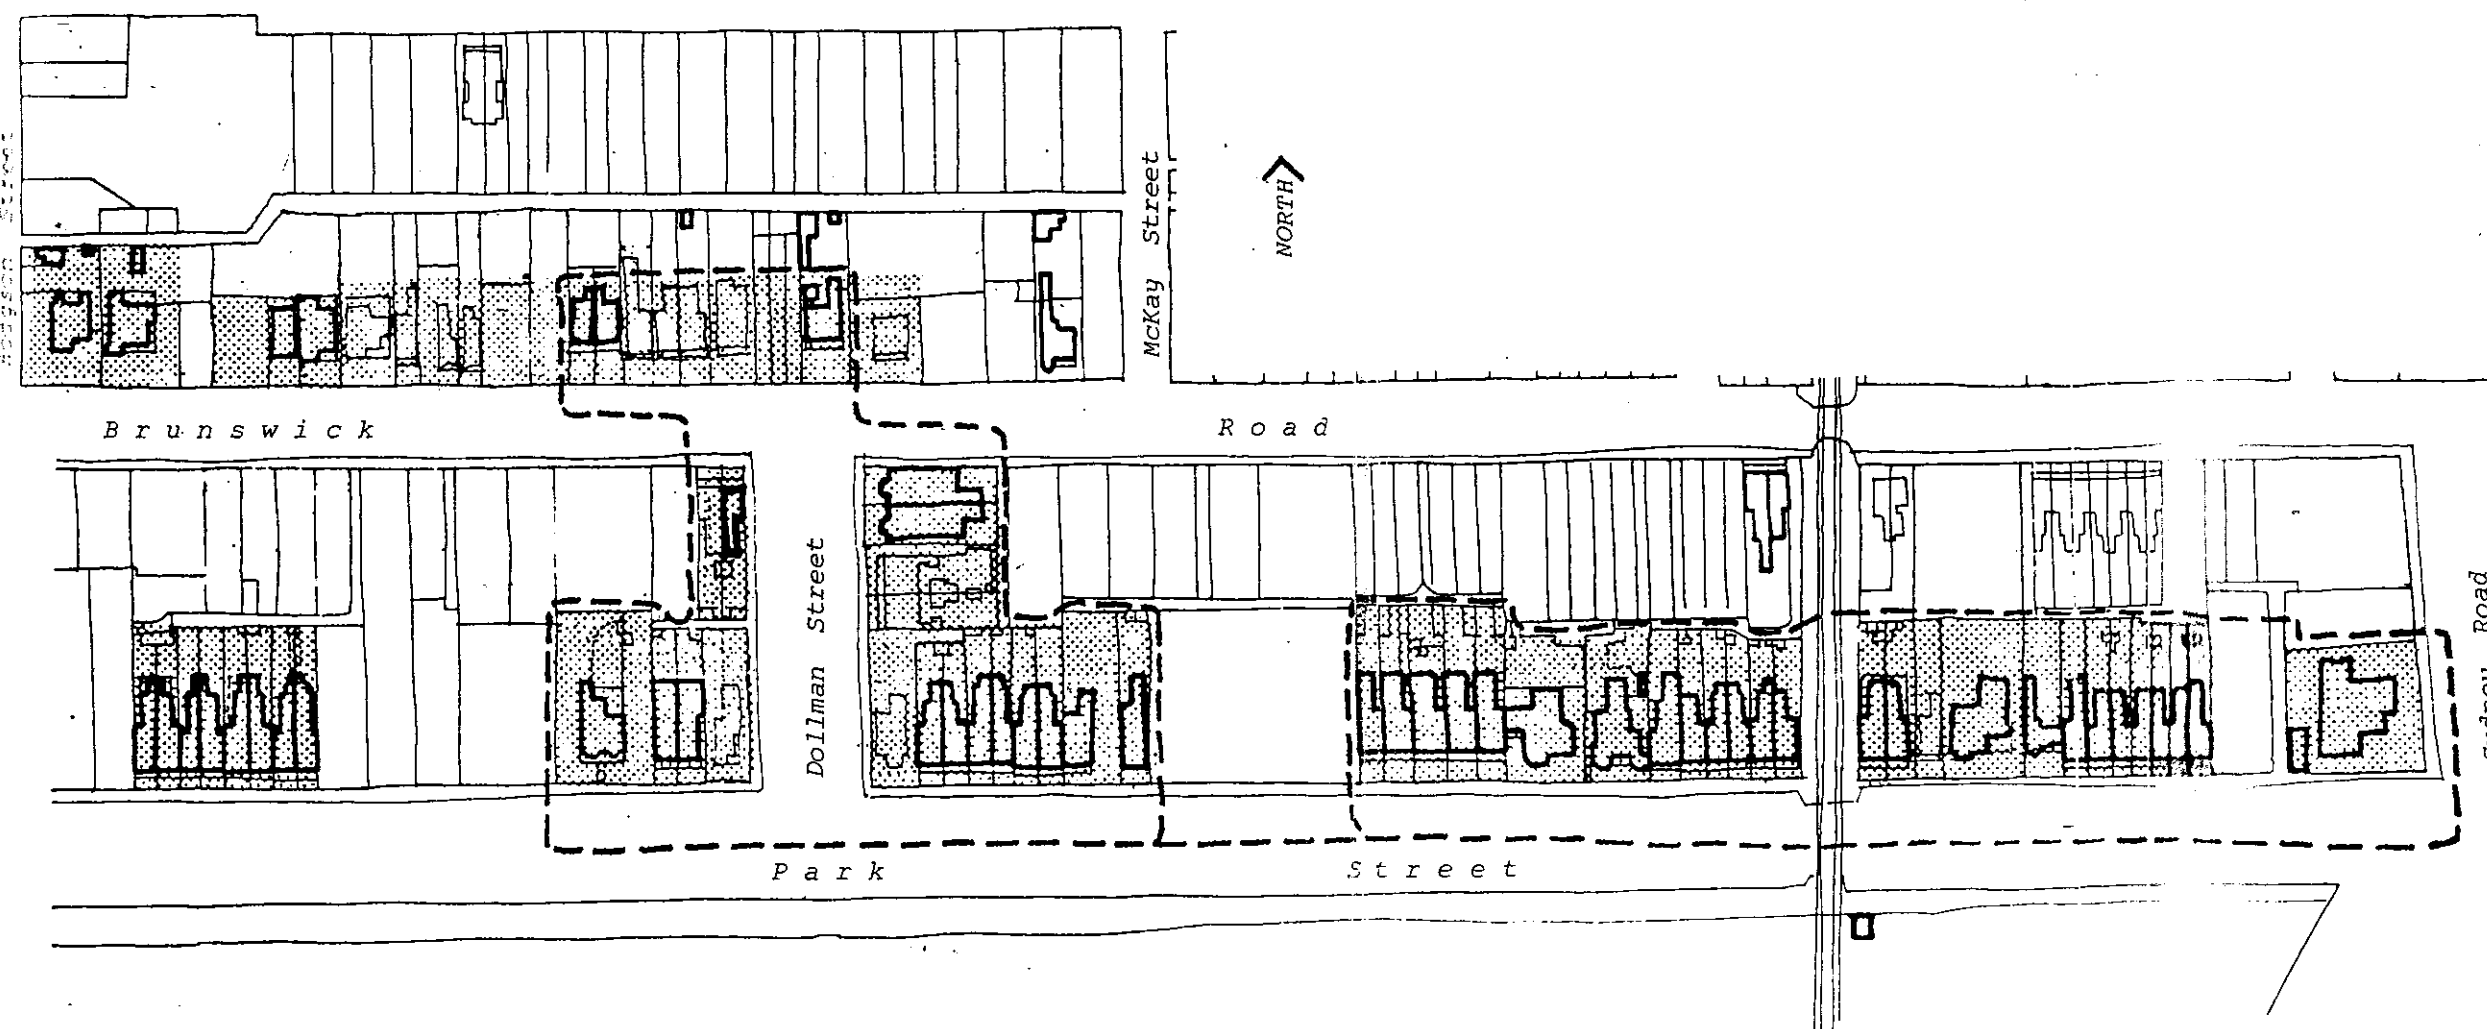 McKay Street
NORTH
Brunswick Road
Dollman Street
Road
Park Street